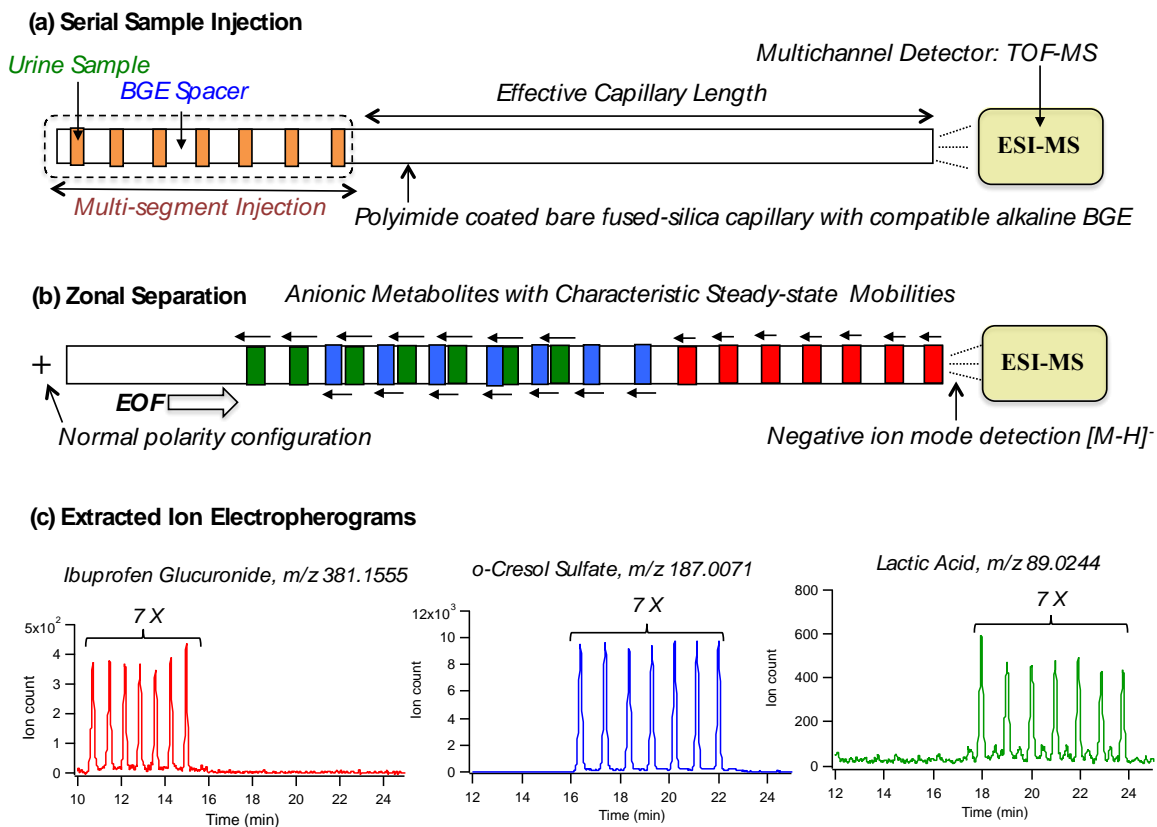 (a) Serial Sample Injection
Urine Sample
BGE Spacer
Effective Capillary Length
Multichannel Detector: TOF-MS
ESI-MS
Multi-segment Injection
Polyimide coated bare fused-silica capillary with compatible alkaline BGE
(b) Zonal Separation
Anionic Metabolites with Characteristic Steady-state Mobilities
+
EOF
ESI-MS
Normal polarity configuration
Negative ion mode detection [M-H]-
(c) Extracted Ion Electropherograms
Ibuprofen Glucuronide, m/z 381.1555
7 X
5x10²
4
3
2
1
0
Ion count
10 12 14 16 18 20 22 24
Time (min)
o-Cresol Sulfate, m/z 187.0071
7 X
12x10³
10
8
6
4
2
0
Ion count
12 14 16 18 20 22 24
Time (min)
Lactic Acid, m/z 89.0244
7 X
800
600
400
200
0
Ion count
12 14 16 18 20 22 24
Time (min)